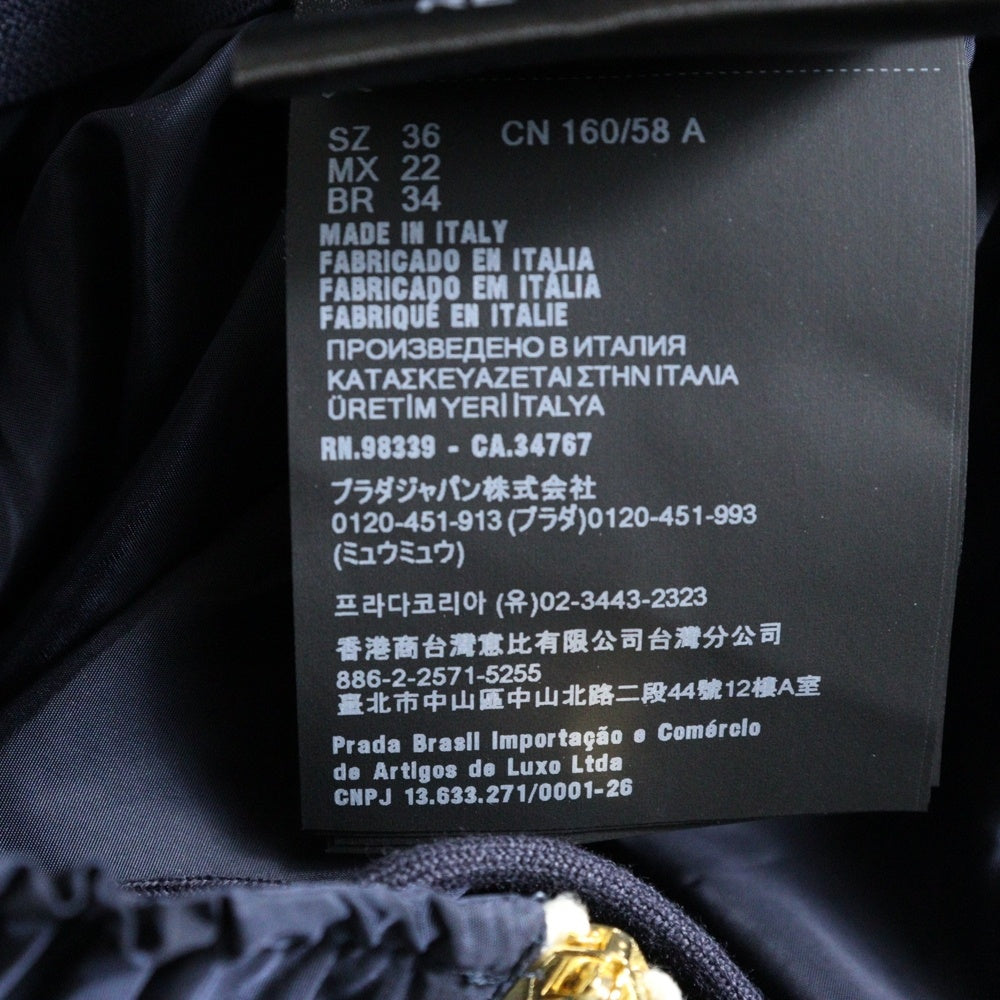 SZ 36 CN 160/58 A
MX 22
BR 34
MADE IN ITALY
FABRICADO EN ITALIA
FABRICADO EM ITÁLIA
FABRIQUÉ EN ITALIE
ПРОИЗВЕДЕНО В ИТАЛИЯ
ΚΑΤΑΣΚΕΥΑΖΕΤΑΙ ΣΤΗΝ ΙΤΑΛΙΑ
ÜRETİM YERİ İTALYA
RN.98339 - CA.34767
プラダジャパン株式会社
0120-451-913 (プラダ)0120-451-993
(ミュウミュウ)
프라다코리아 (유)02-3443-2323
香港商台灣惠比有限公司台灣分公司
886-2-2571-5255
臺北市中山區中山北路二段44號12樓A室
Prada Brasil Importação e Comércio
de Artigos de Luxo Ltda
CNPJ 13.633.271/0001-26